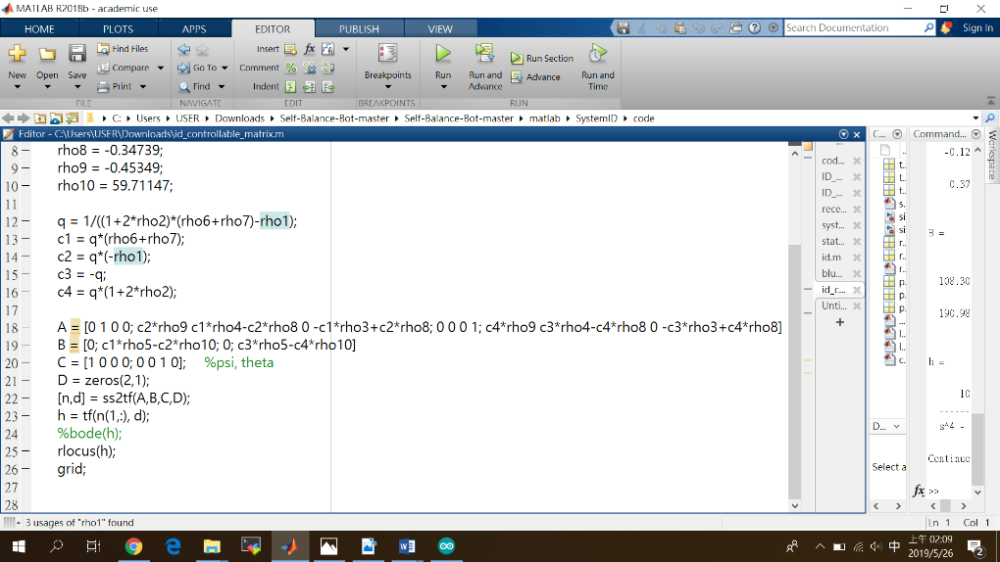 MATLAB R2018b - academic use
HOME PLOTS APPS EDITOR PUBLISH VIEW Search Documentation Sign In
New Open Save Find Files Compare Print
Go To Find
Insert fx Comment Indent
Breakpoints
Run Run and Advance Run Section Advance Run and Time
FILE NAVIGATE EDIT BREAKPOINTS RUN
C: Users USER Downloads Self-Balance-Bot-master Self-Balance-Bot-master matlab SystemID code
Editor - C:\Users\USER\Downloads\id_controllable_matrix.m
8 rho8 = -0.34739;
9 rho9 = -0.45349;
10 rho10 = 59.71147;
11
12 q = 1/((1+2*rho2)*(rho6+rho7)-rho1);
13 c1 = q*(rho6+rho7);
14 c2 = q*(-rho1);
15 c3 = -q;
16 c4 = q*(1+2*rho2);
17
18 A = [0 1 0 0; c2*rho9 c1*rho4-c2*rho8 0 -c1*rho3+c2*rho8; 0 0 0 1; c4*rho9 c3*rho4-c4*rho8 0 -c3*rho3+c4*rho8]
19 B = [0; c1*rho5-c2*rho10; 0; c3*rho5-c4*rho10]
20 C = [1 0 0 0; 0 0 1 0]; %psi, theta
21 D = zeros(2,1);
22 [n,d] = ss2tf(A,B,C,D);
23 h = tf(n(1,:), d);
24 %bode(h);
25 rlocus(h);
26 grid;
27
28
cod...
ID_...
ID_...
rece...
syst...
stat...
id.m
blu...
id_c...
Unti...
+
C...
t.
t.
t.
s.
si
si
r.
r.
r.
p.
p.
p.
...
l...
l...
c.
D...
Select a
Command...
-0.12
0.37
B =
108.30
190.98
h =
10
------
s^4 -
Continue
fx >>
Workspace
3 usages of "rho1" found
Ln 1 Col 1
中 上午 02:09
2019/5/26
2